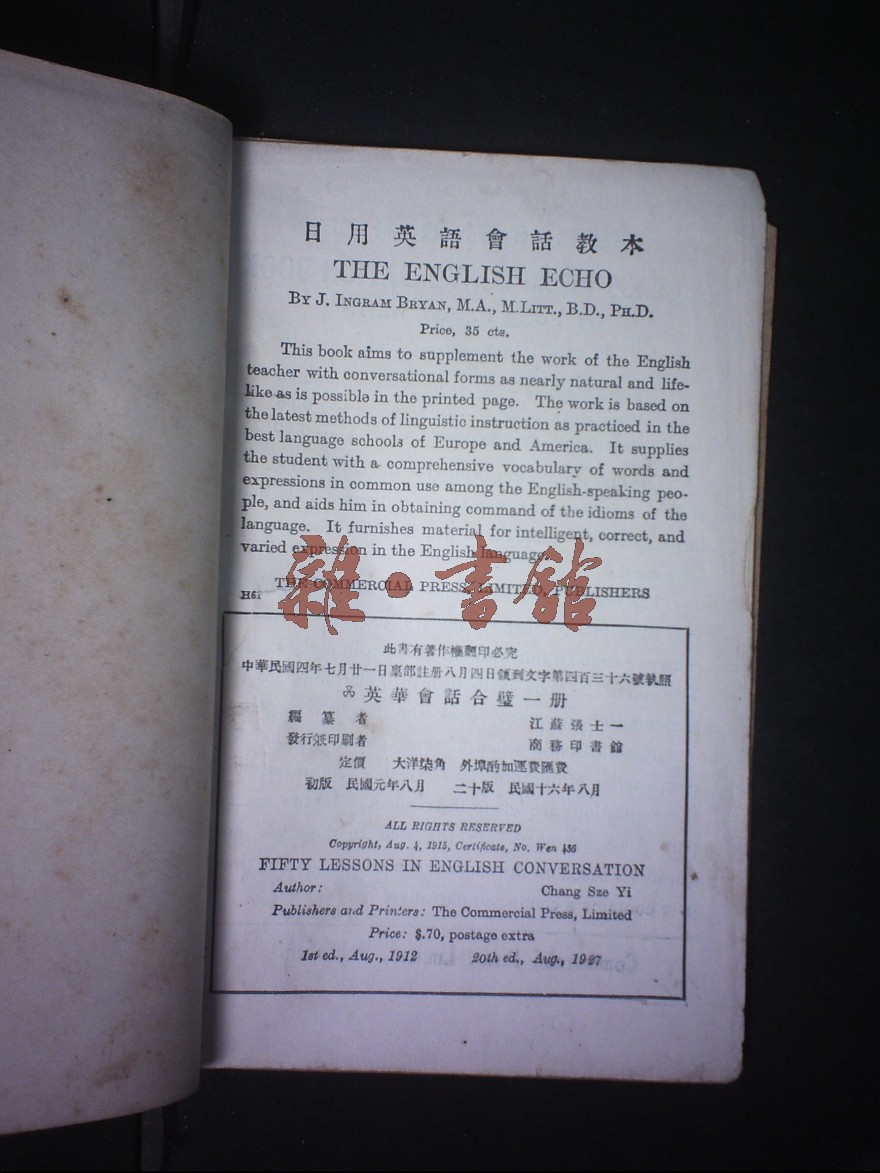 日用英語會話教本
THE ENGLISH ECHO
BY J. INGRAM BRYAN, M.A., M.LITT., B.D., PH.D.
Price, 35 cts.
This book aims to supplement the work of the English
teacher with conversational forms as nearly natural and life-
like as is possible in the printed page. The work is based on
the latest methods of linguistic instruction as practiced in the
best language schools of Europe and America. It supplies
the student with a comprehensive vocabulary of words and
expressions in common use among the English-speaking peo-
ple, and aids him in obtaining command of the idioms of the
language. It furnishes material for intelligent, correct, and
varied expression in the English language.
雜·書館
THE COMMERCIAL PRESS, LIMITED, PUBLISHERS
此書有著作權翻印必究
中華民國四年七月廿一日稟部註册八月四日領到文字第四百三十六號執照
英華會話合璧一册
編纂者 江蘇張士一
發行兼印刷者 商務印書館
定價 大洋柒角 外埠酌加運費匯費
初版 民國元年八月 二十版 民國十六年八月
ALL RIGHTS RESERVED
Copyright, Aug. 4, 1915, Certificate, No. Wen 436
FIFTY LESSONS IN ENGLISH CONVERSATION
Author: Chang Sze Yi
Publishers and Printers: The Commercial Press, Limited
Price: $.70, postage extra
1st ed., Aug., 1912 20th ed., Aug., 1927